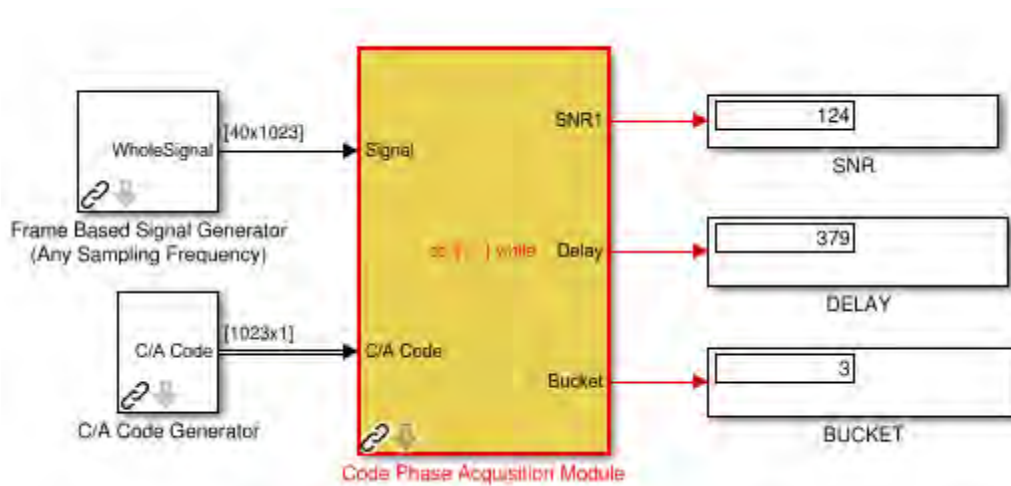 [40x1023]
WholeSignal
Frame Based Signal Generator
(Any Sampling Frequency)
[1023x1]
C/A Code
C/A Code Generator
Signal
C/A Code
SNR1
Delay
Bucket
{ ... } while
Code Phase Acquisition Module
124
SNR
379
DELAY
3
BUCKET